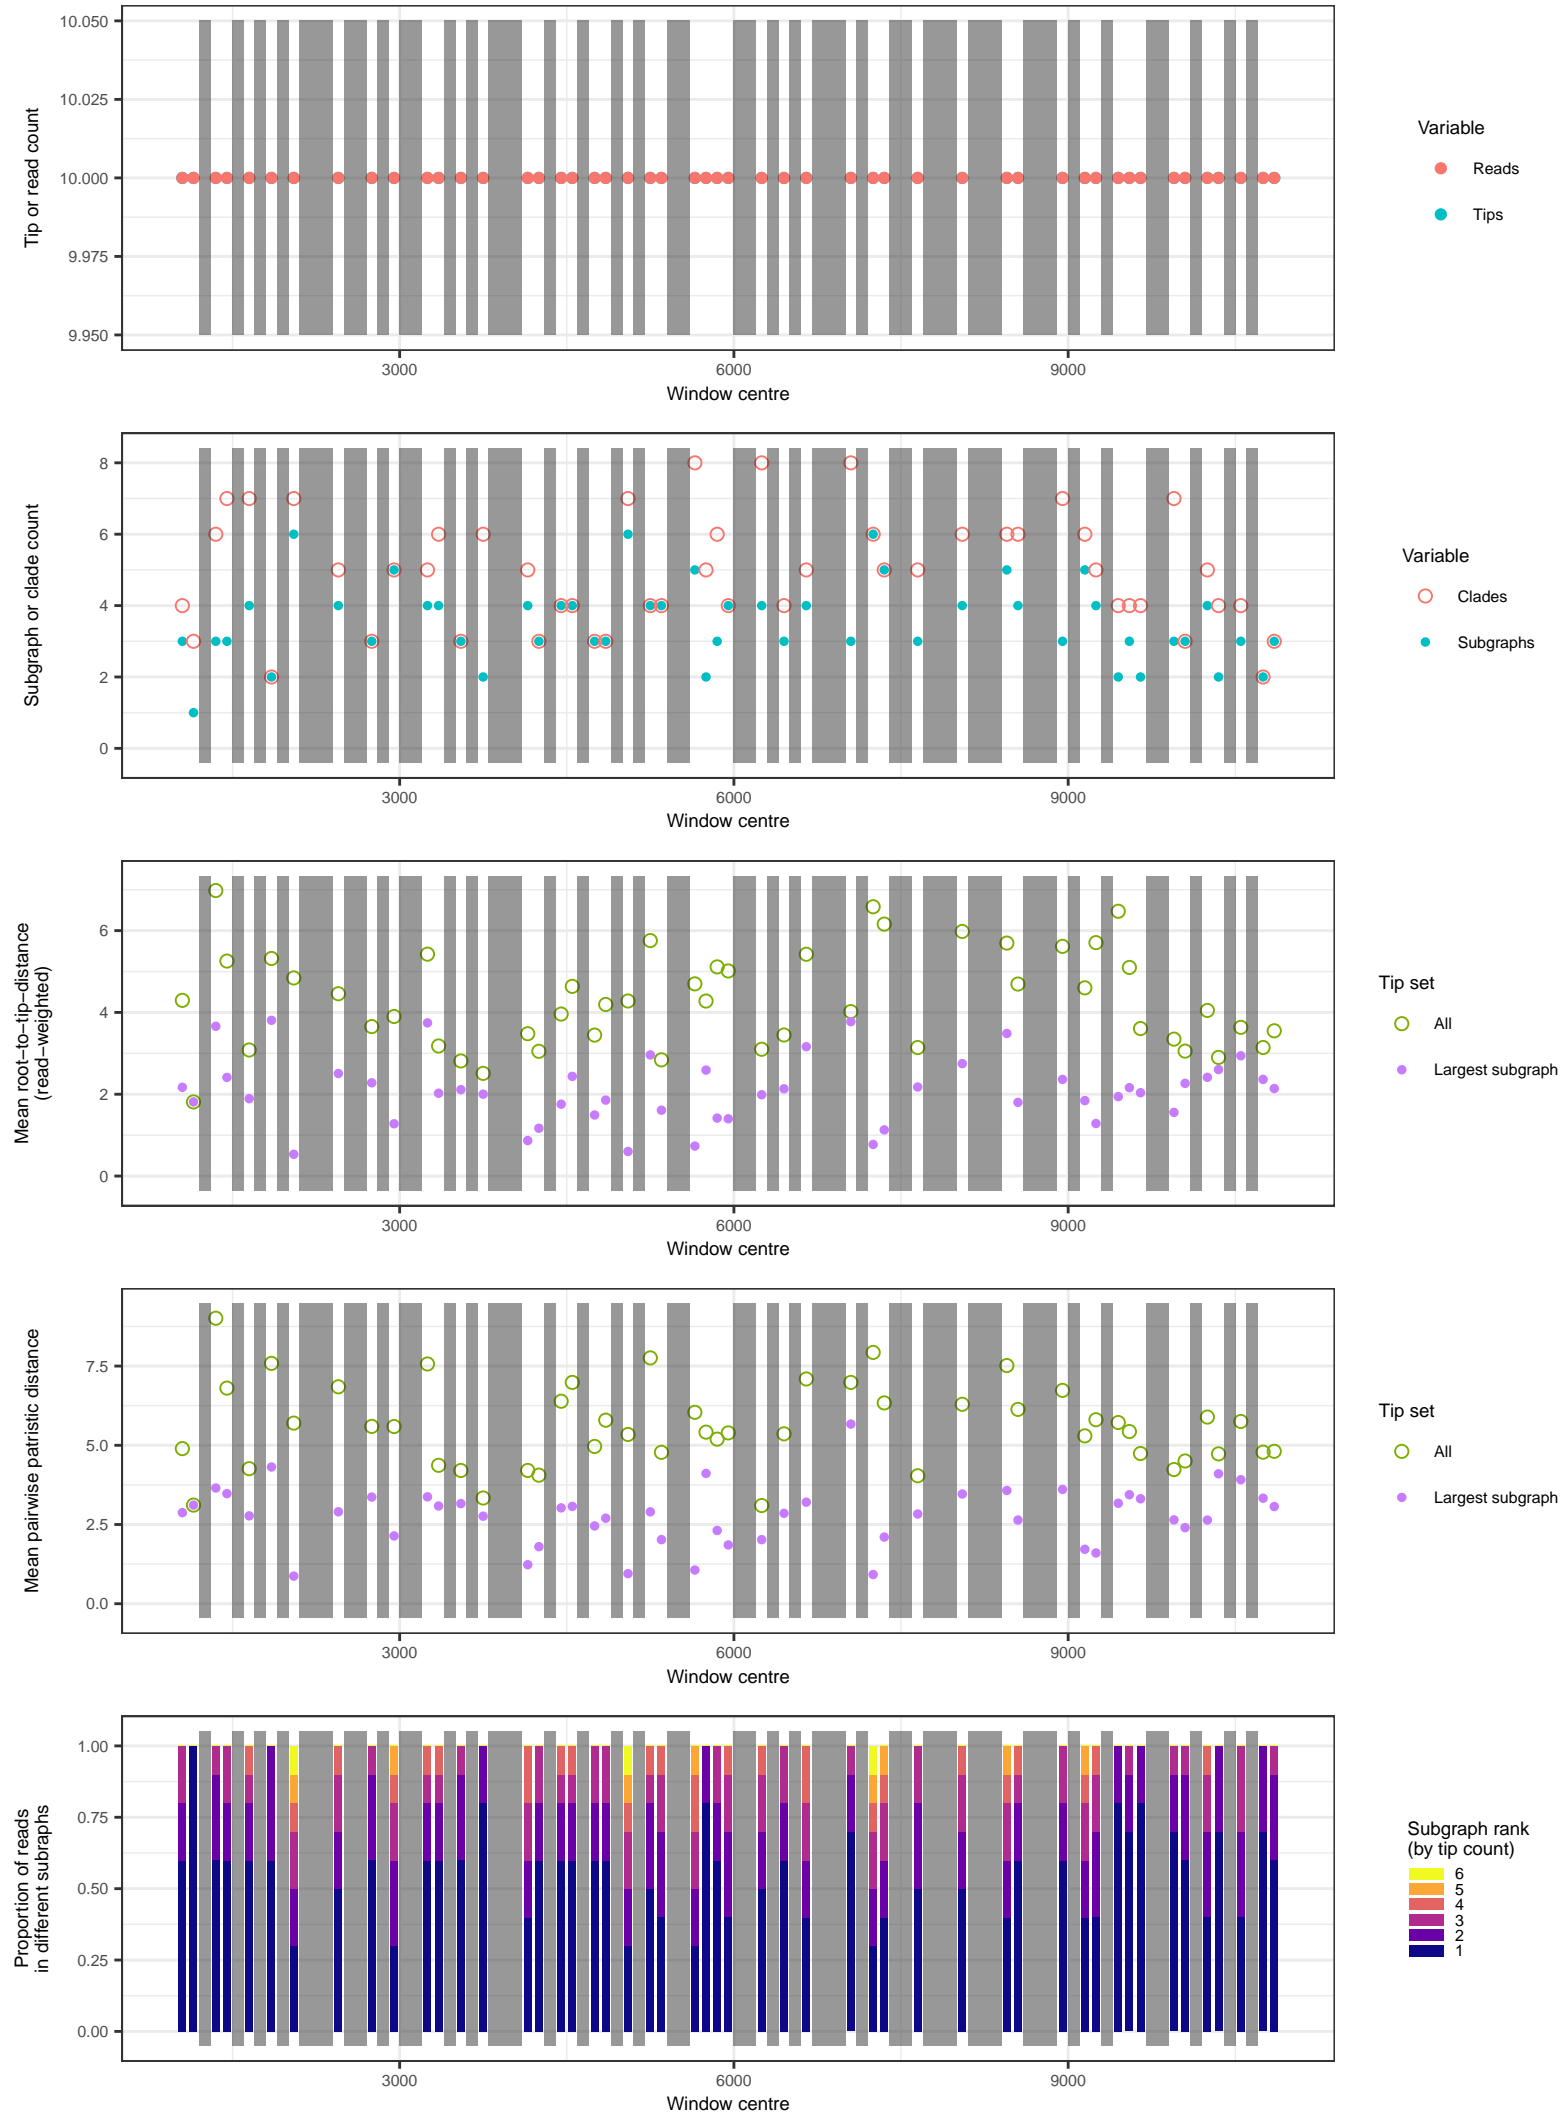 10.050
10.025
10.000
9.975
9.950
Tip or read count
3000
6000
9000
Window centre
Variable
Reads
Tips
8
6
4
2
0
Subgraph or clade count
3000
6000
9000
Window centre
Variable
Clades
Subgraphs
6
4
2
0
Mean root−to−tip−distance
(read−weighted)
3000
6000
9000
Window centre
Tip set
All
Largest subgraph
7.5
5.0
2.5
0.0
Mean pairwise patristic distance
3000
6000
9000
Window centre
Tip set
All
Largest subgraph
1.00
0.75
0.50
0.25
0.00
Proportion of reads
in different subraphs
3000
6000
9000
Window centre
Subgraph rank
(by tip count)
6
5
4
3
2
1